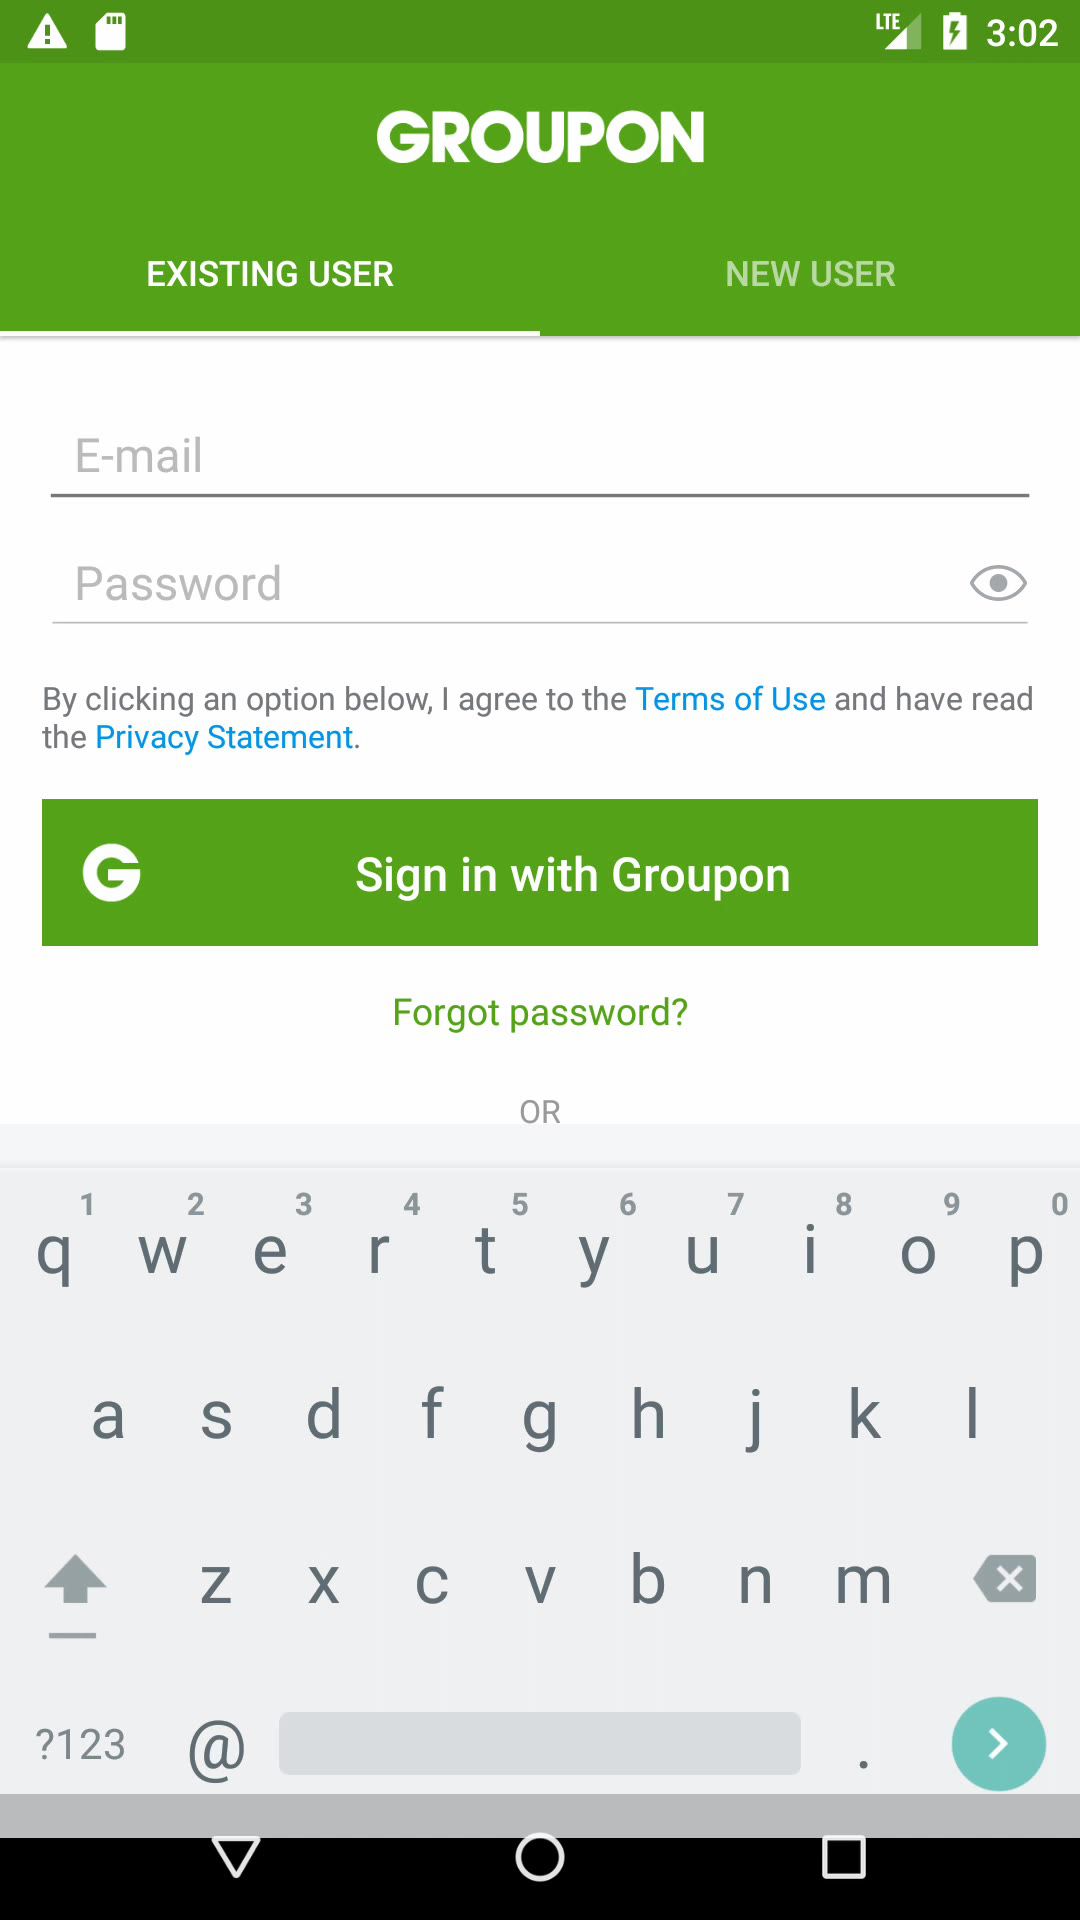 LTE 3:02
GROUPON
EXISTING USER NEW USER
E-mail
Password
By clicking an option below, I agree to the Terms of Use and have read
the Privacy Statement.
G Sign in with Groupon
Forgot password?
OR
1 2 3 4 5 6 7 8 9 0
q w e r t y u i o p
a s d f g h j k l
z x c v b n m
?123 @ .